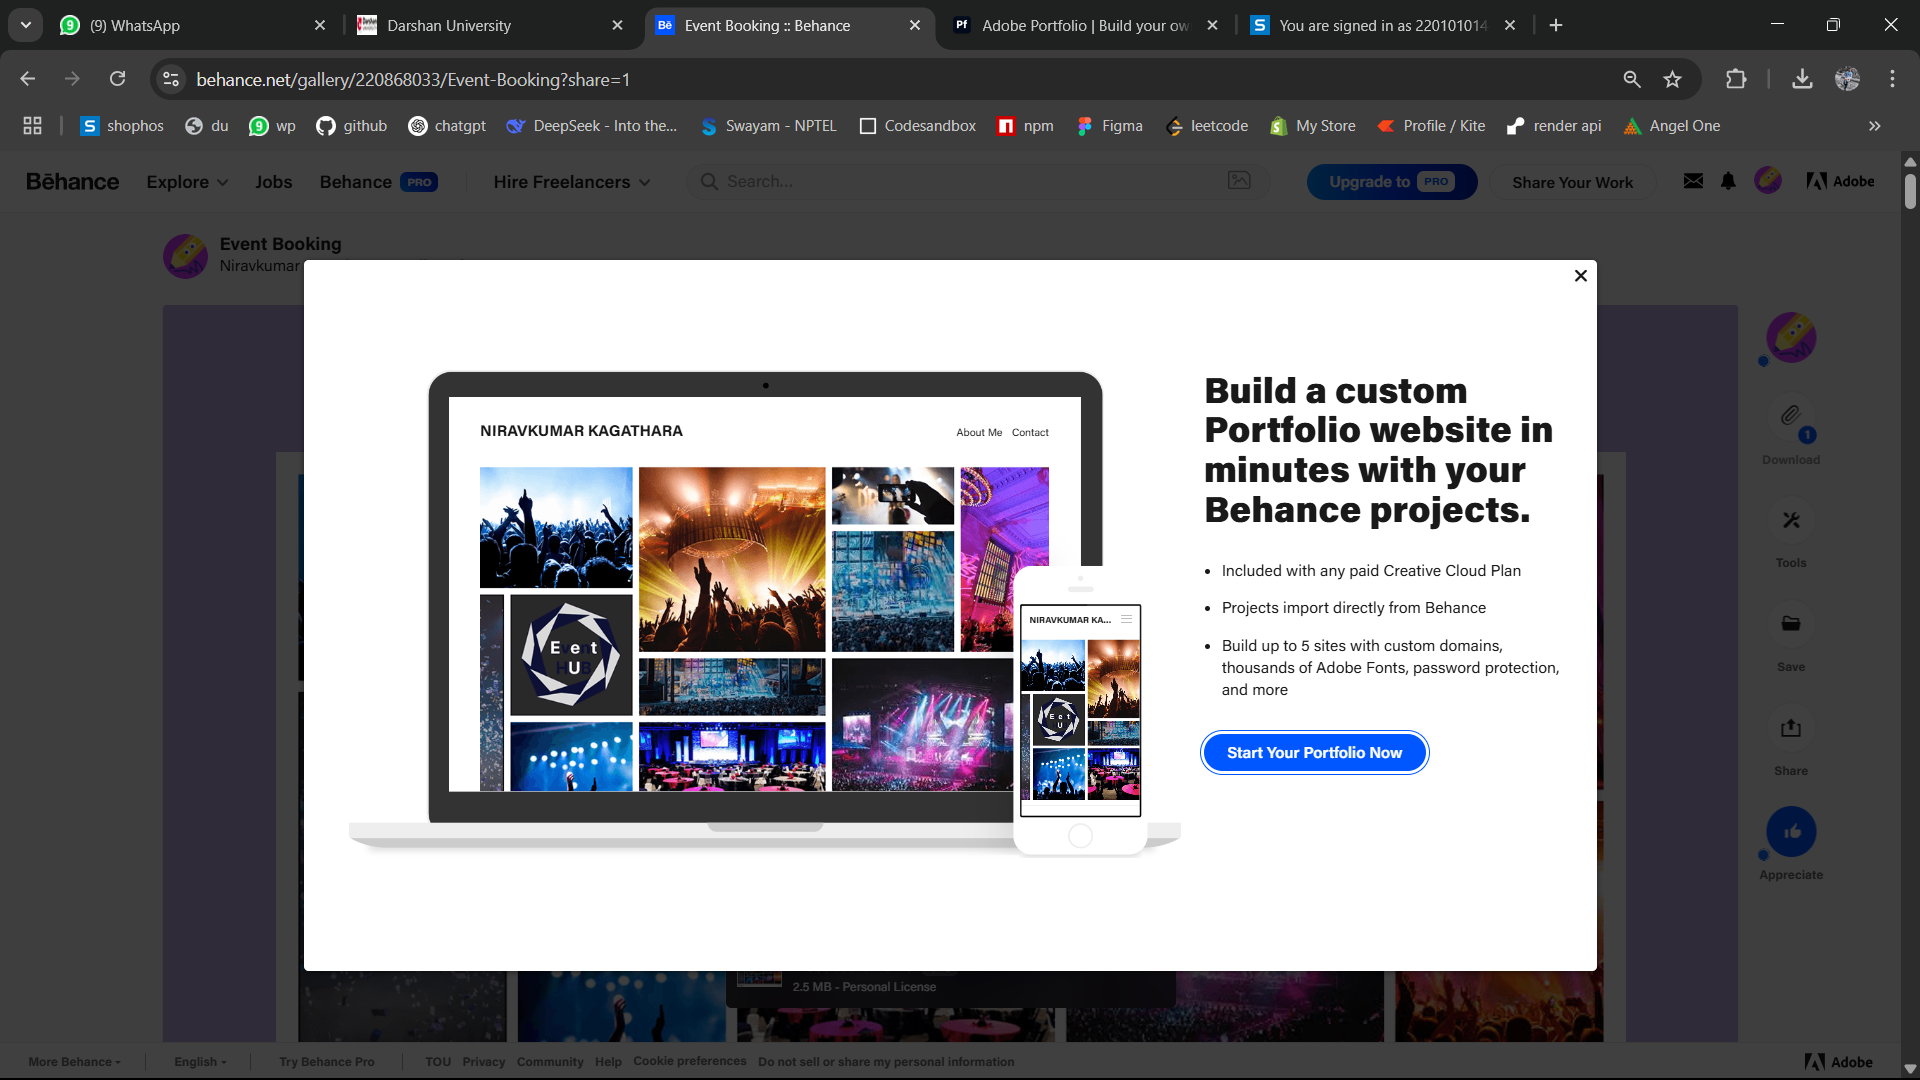 (9) WhatsApp
Darshan University
Event Booking :: Behance
Adobe Portfolio | Build your ow
You are signed in as 220101014
behance.net/gallery/220868033/Event-Booking?share=1
shophos
du
wp
github
chatgpt
DeepSeek - Into the...
Swayam - NPTEL
Codesandbox
npm
Figma
leetcode
My Store
Profile / Kite
render api
Angel One
Bēhance
Explore
Jobs
Behance PRO
Hire Freelancers
Search...
Upgrade to PRO
Share Your Work
Adobe
Event Booking
Niravkumar
NIRAVKUMAR KAGATHARA
About Me Contact
E e t
U
NIRAVKUMAR KA...
E e t
U
Build a custom
Portfolio website in
minutes with your
Behance projects.
• Included with any paid Creative Cloud Plan
• Projects import directly from Behance
• Build up to 5 sites with custom domains,
thousands of Adobe Fonts, password protection,
and more
Start Your Portfolio Now
1
Download
Tools
Save
Share
Appreciate
2.5 MB - Personal License
More Behance
English
Try Behance Pro
TOU
Privacy
Community
Help
Cookie preferences
Do not sell or share my personal information
Adobe